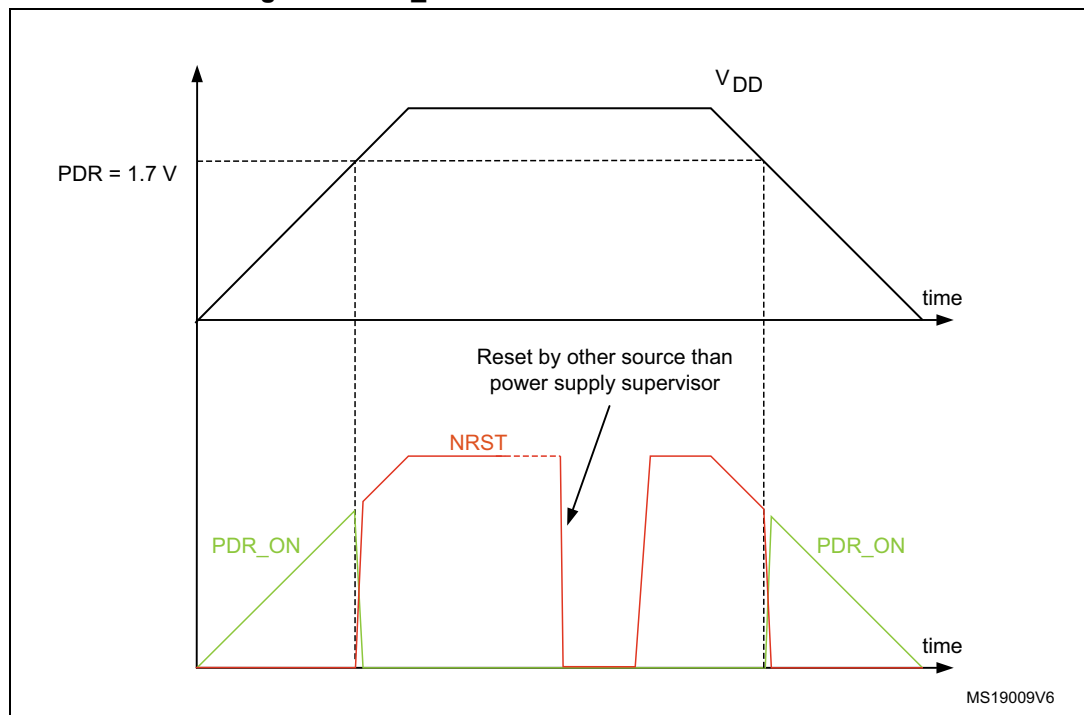 V DD
PDR = 1.7 V
time
Reset by other source than
power supply supervisor
NRST
PDR_ON
PDR_ON
time
MS19009V6